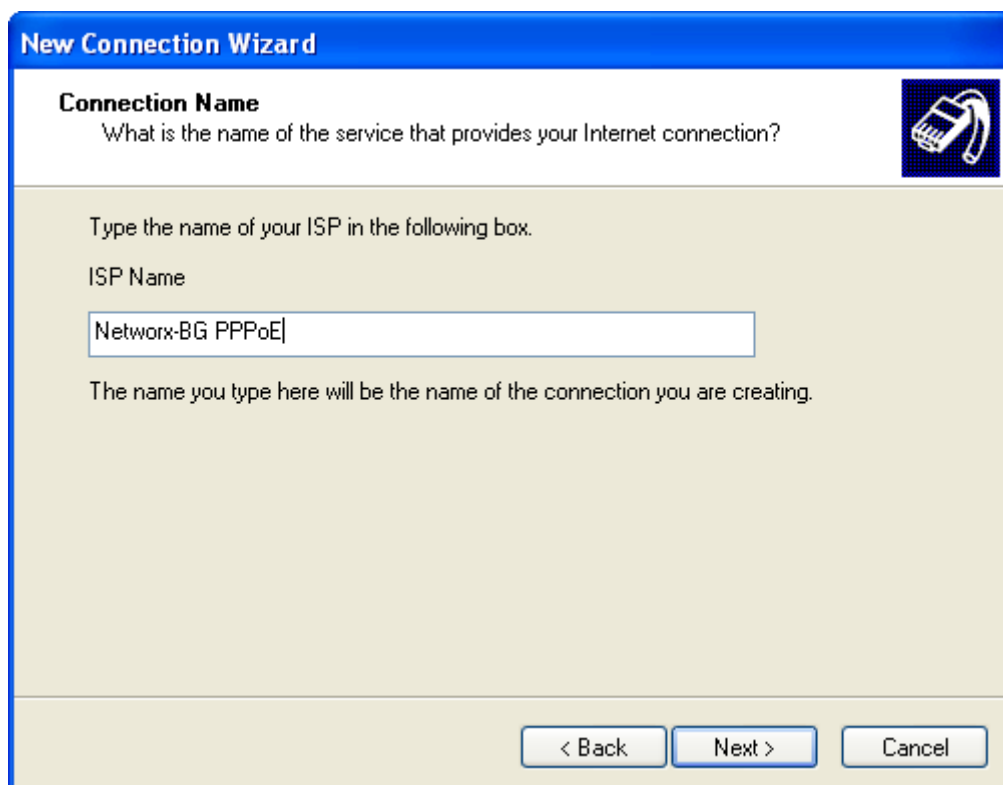 New Connection Wizard
Connection Name
What is the name of the service that provides your Internet connection?
Type the name of your ISP in the following box.
ISP Name
Networx-BG PPPoE
The name you type here will be the name of the connection you are creating.
< Back Next > Cancel